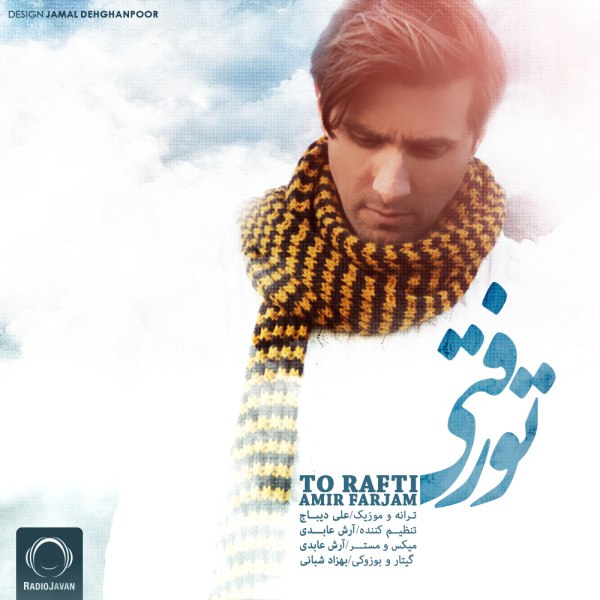 DESIGN JAMAL DEHGHANPOOR
تو رفتی
TO RAFTI
AMIR FARJAM
ترانه و موزیک/علی دیباج
تنظیم کننده/آرش عابدی
میکس و مستر/آرش عابدی
گیتار و بوزوکی/بهزاد شبانی
RADIOJAVAN